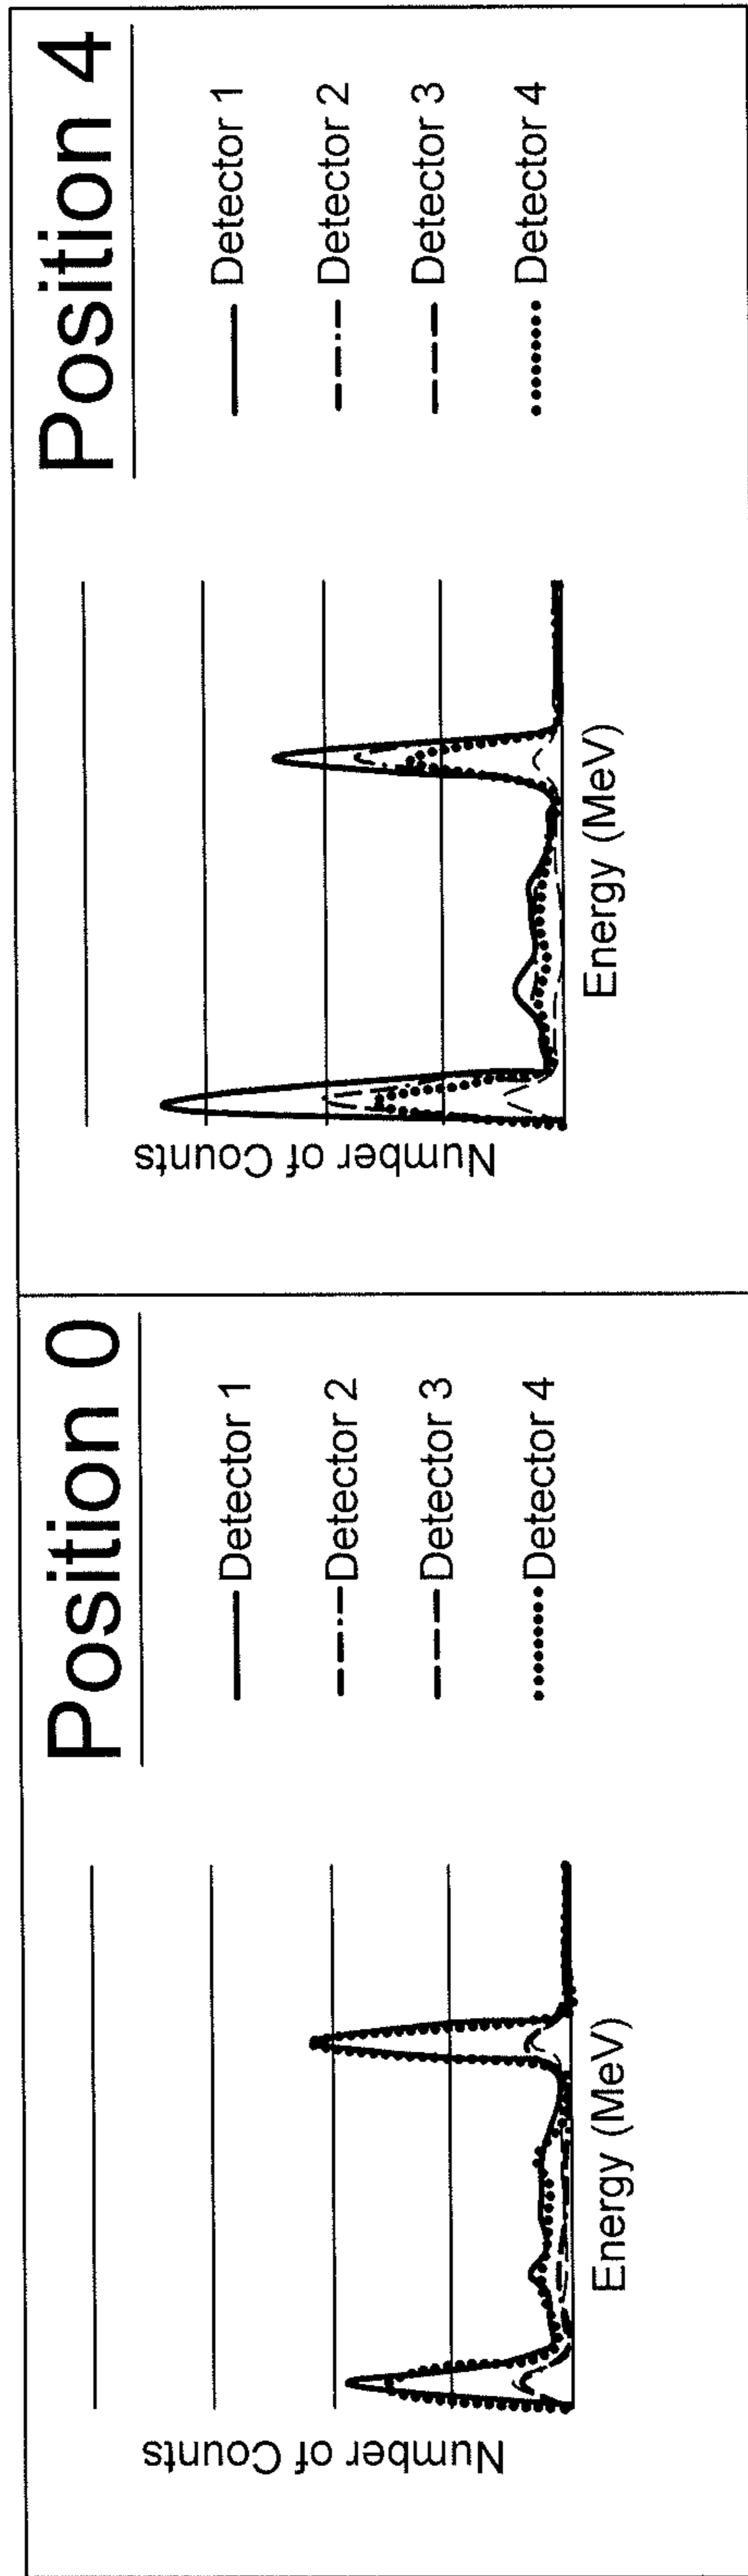 Position 0
Number of Counts
Energy (MeV)
Detector 1
Detector 2
Detector 3
Detector 4
Position 4
Number of Counts
Energy (MeV)
Detector 1
Detector 2
Detector 3
Detector 4